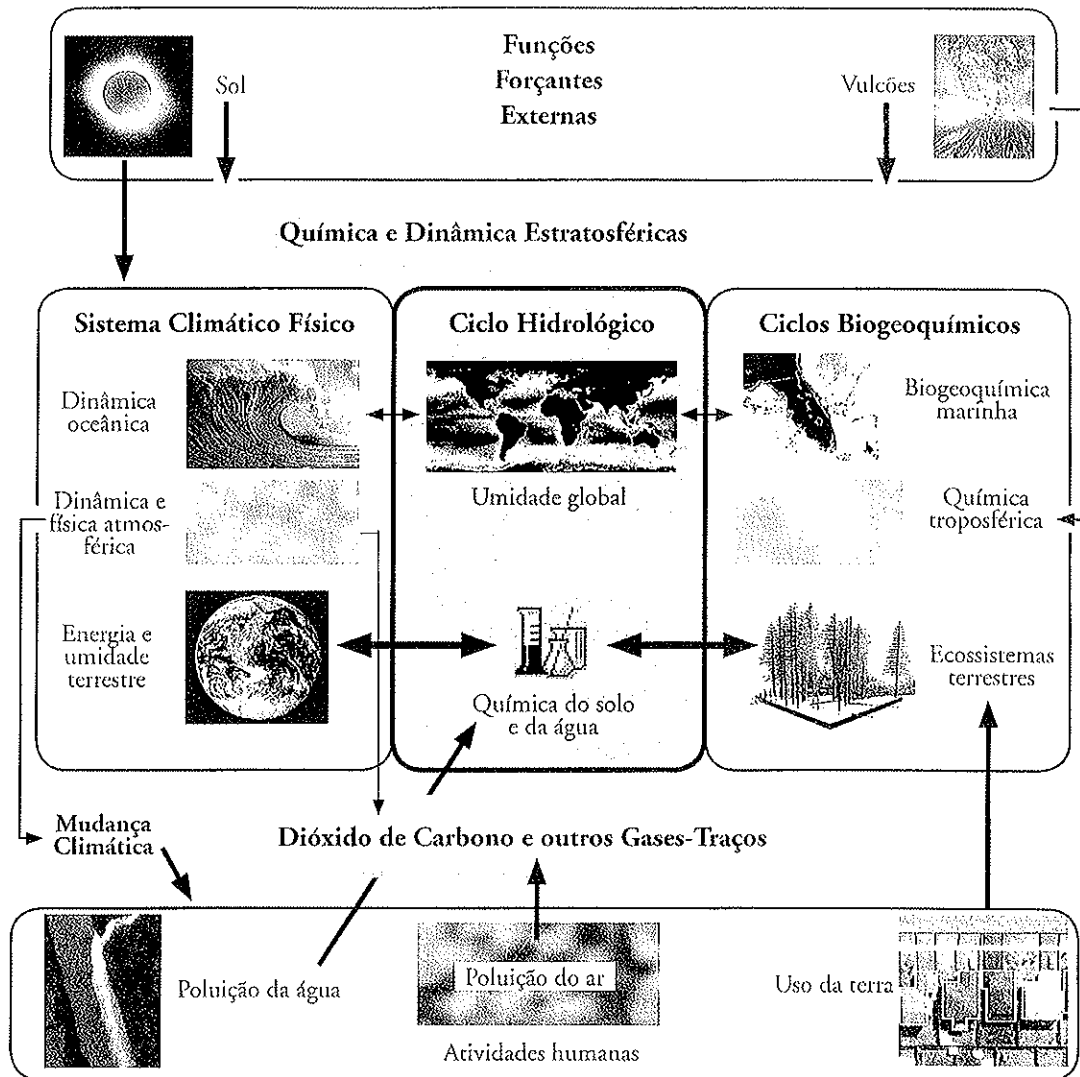 Funções
Forçantes
Externas
Sol
Vulcões
Química e Dinâmica Estratosféricas
Sistema Climático Físico
Dinâmica
oceânica
Dinâmica e
física atmos-
férica
Energia e
umidade
terrestre
Ciclo Hidrológico
Umidade global
Química do solo
e da água
Ciclos Biogeoquímicos
Biogeoquímica
marinha
Química
troposférica
Ecossistemas
terrestres
Mudança
Climática
Dióxido de Carbono e outros Gases-Traços
Poluição da água
Poluição do ar
Atividades humanas
Uso da terra